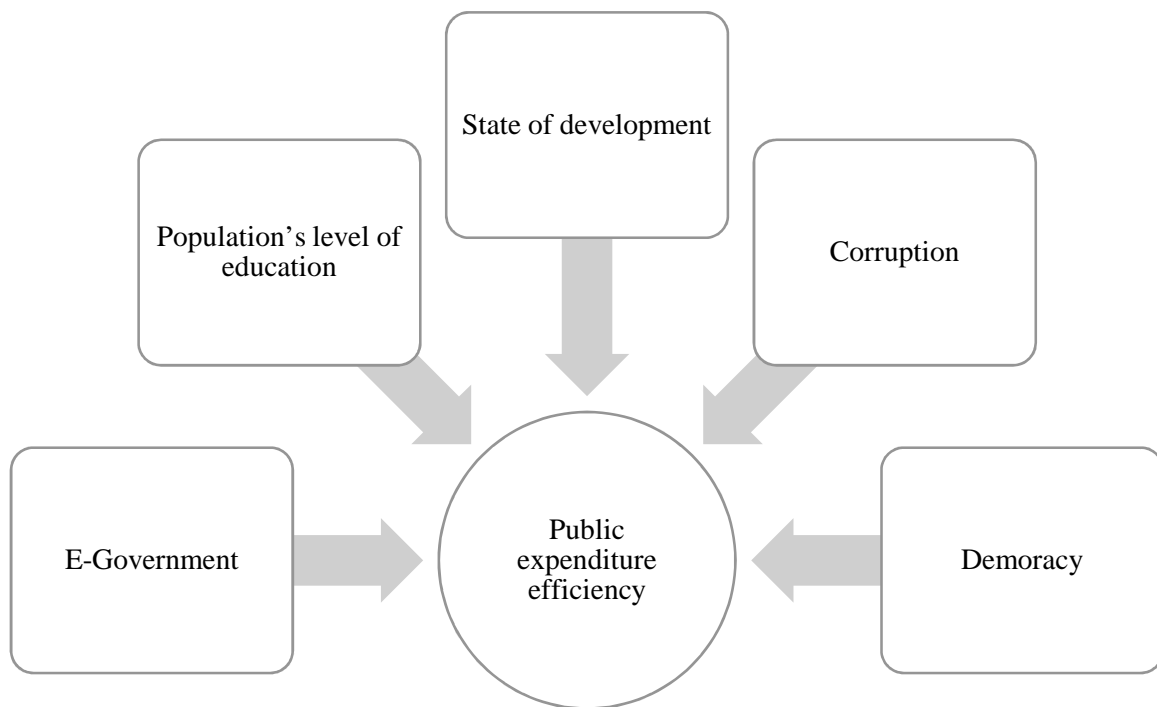 State of development
Population’s level of
education
Corruption
E-Government
Public
expenditure
efficiency
Demoracy